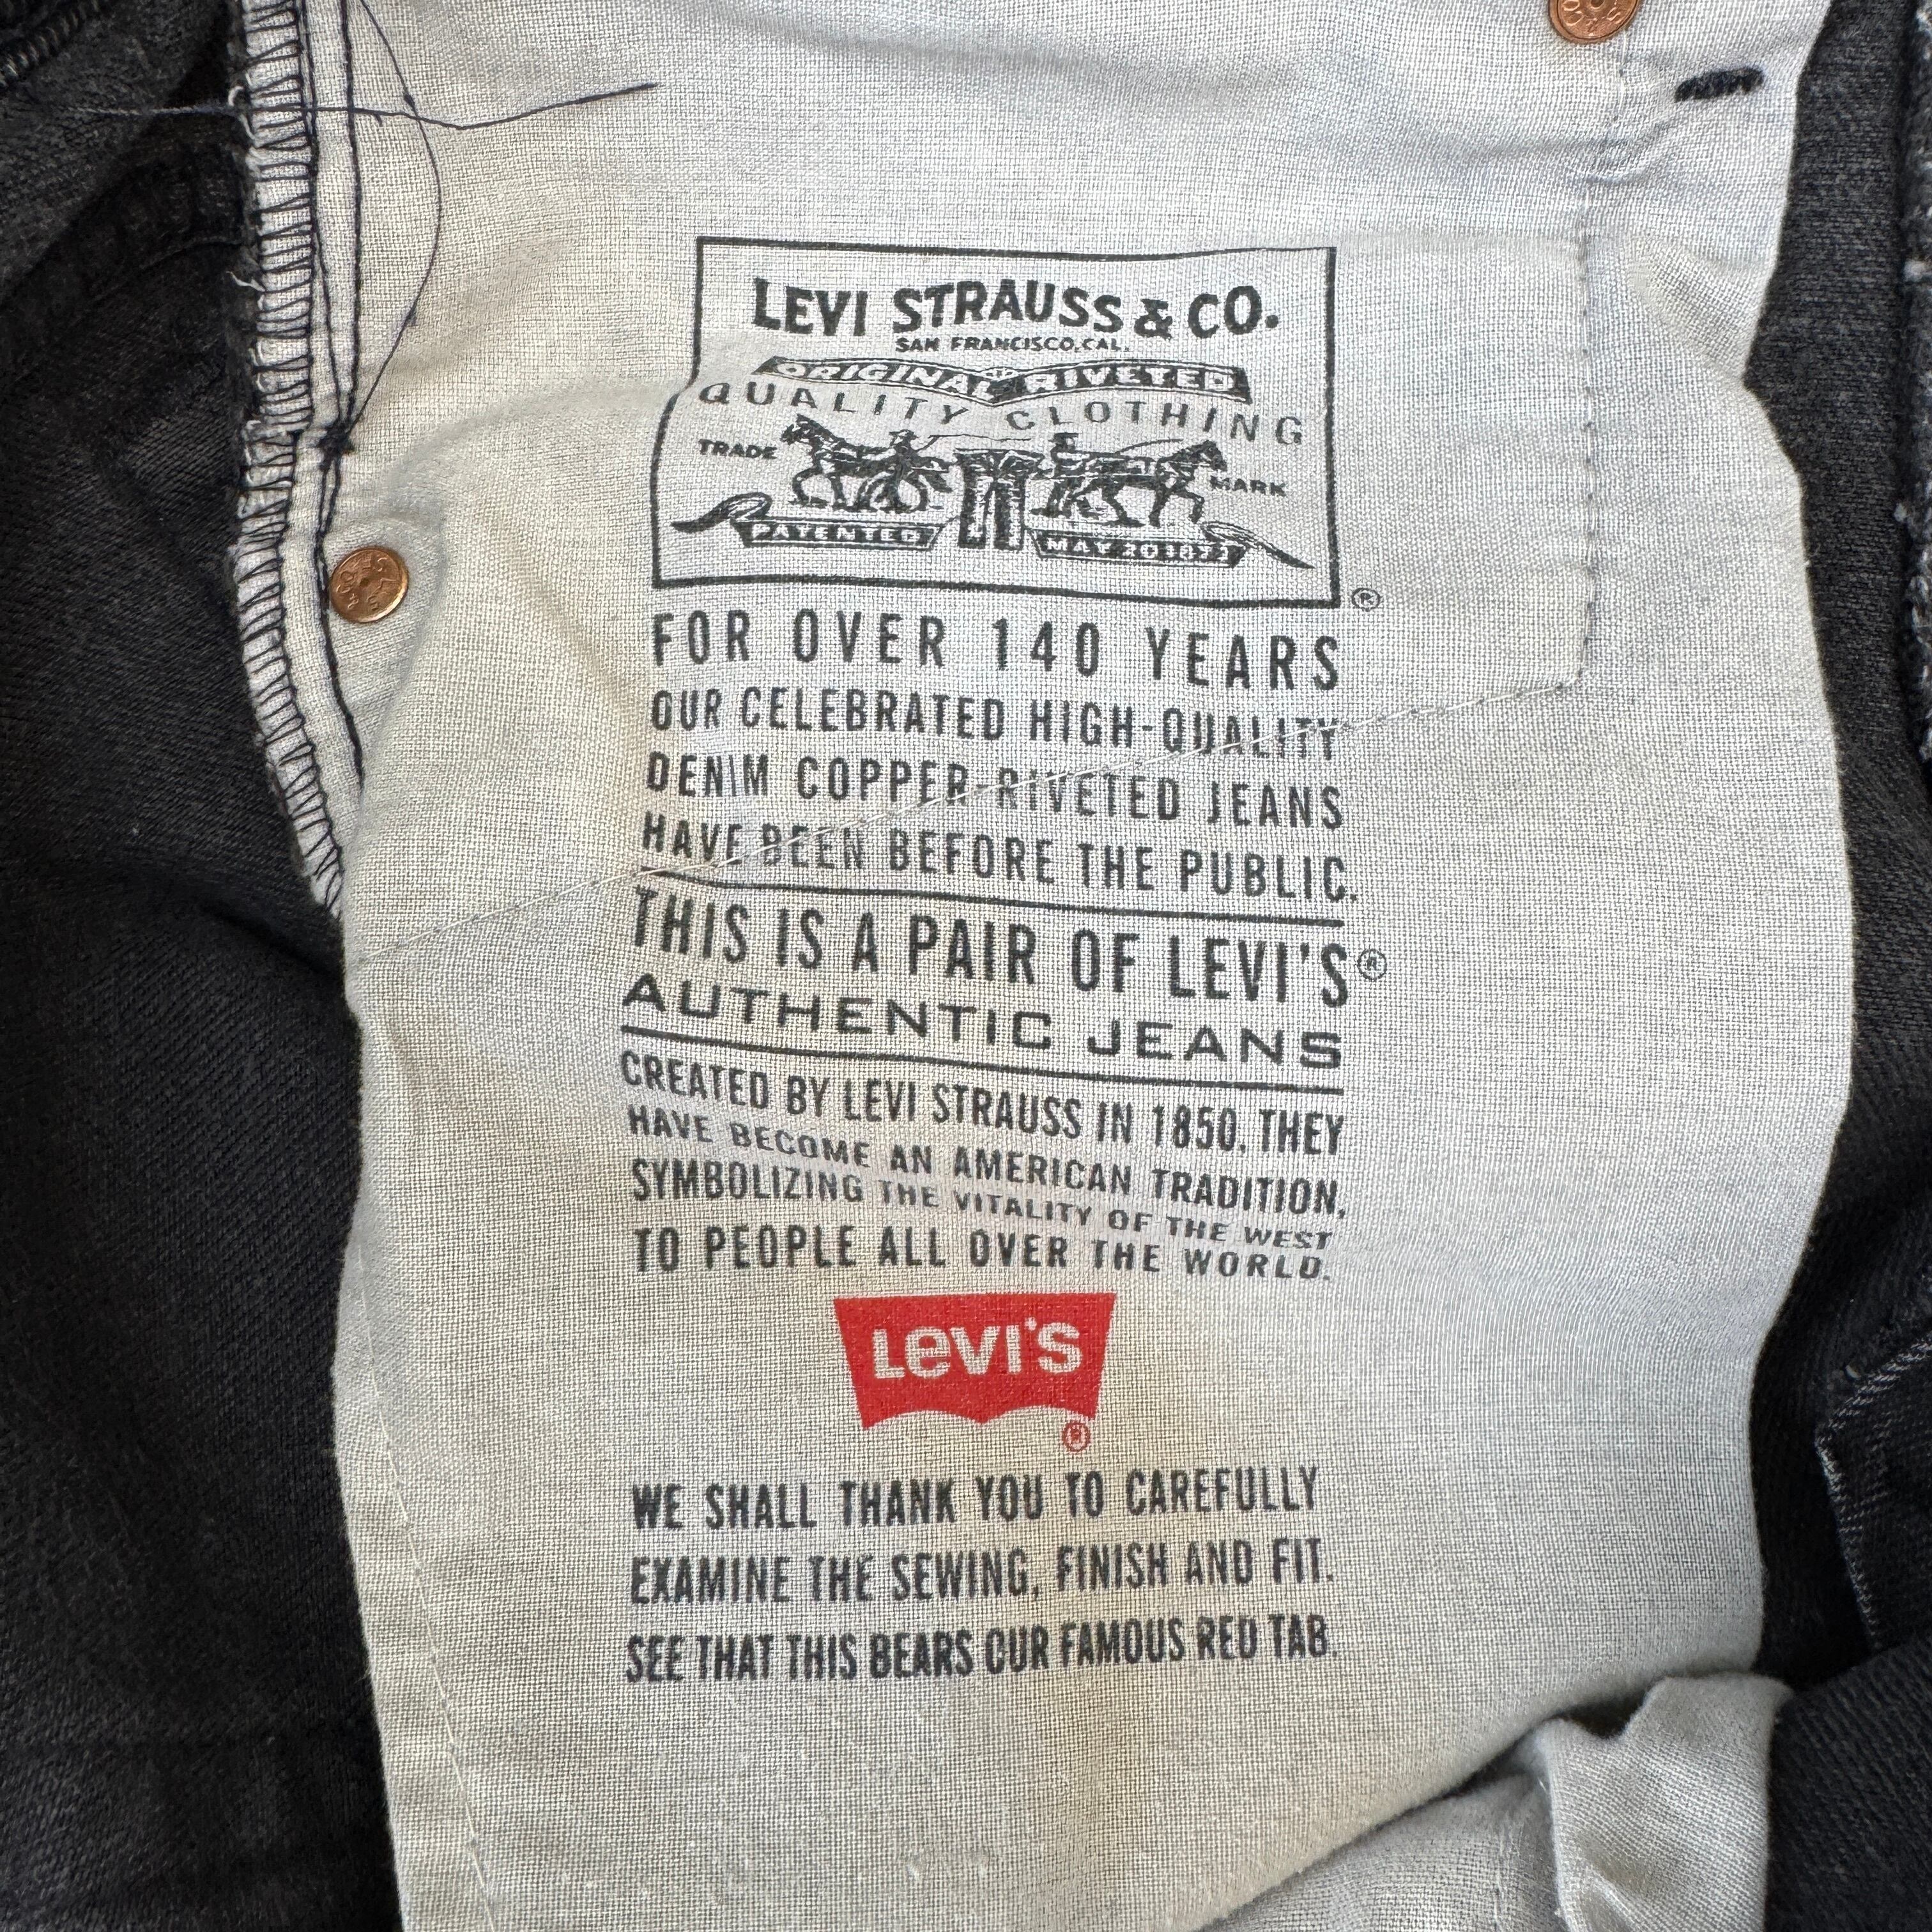 LEVI STRAUSS & CO.
SAN FRANCISCO, CAL.
ORIGINAL RIVETED
QUALITY CLOTHING
TRADE MARK
PATENTED MAY 20 1873
®
FOR OVER 140 YEARS
OUR CELEBRATED HIGH-QUALITY
DENIM COPPER RIVETED JEANS
HAVE BEEN BEFORE THE PUBLIC.
THIS IS A PAIR OF LEVI'S®
AUTHENTIC JEANS
CREATED BY LEVI STRAUSS IN 1850, THEY
HAVE BECOME AN AMERICAN TRADITION,
SYMBOLIZING THE VITALITY OF THE WEST
TO PEOPLE ALL OVER THE WORLD.
LEVI'S
®
WE SHALL THANK YOU TO CAREFULLY
EXAMINE THE SEWING, FINISH AND FIT.
SEE THAT THIS BEARS OUR FAMOUS RED TAB.